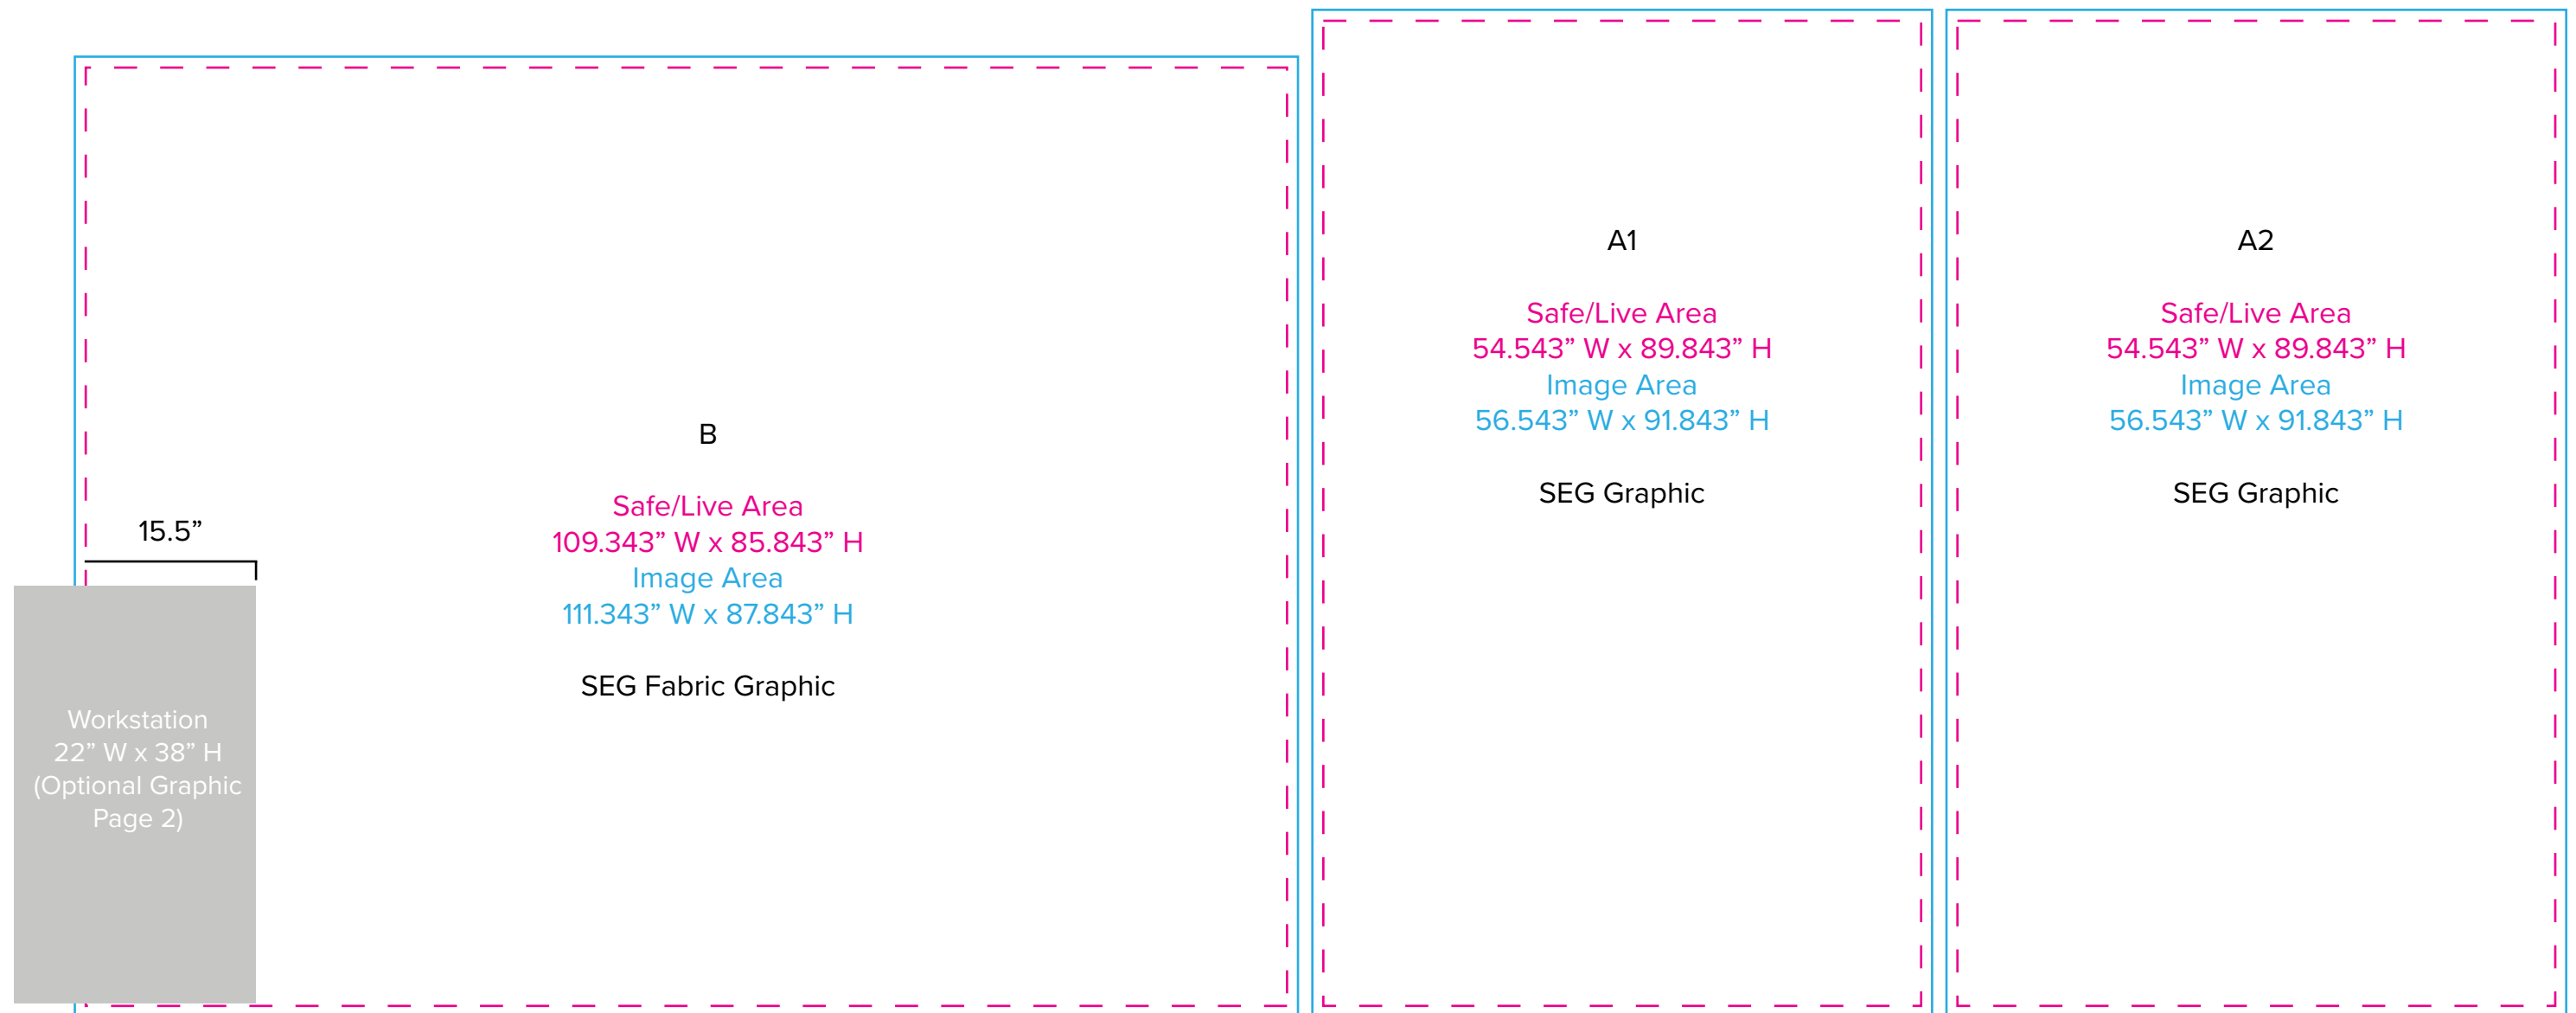 15.5”
Workstation
22” W x 38” H
(Optional Graphic
Page 2)
B
Safe/Live Area
109.343” W x 85.843” H
Image Area
111.343” W x 87.843” H
SEG Fabric Graphic
A1
Safe/Live Area
54.543” W x 89.843” H
Image Area
56.543” W x 91.843” H
SEG Graphic
A2
Safe/Live Area
54.543” W x 89.843” H
Image Area
56.543” W x 91.843” H
SEG Graphic